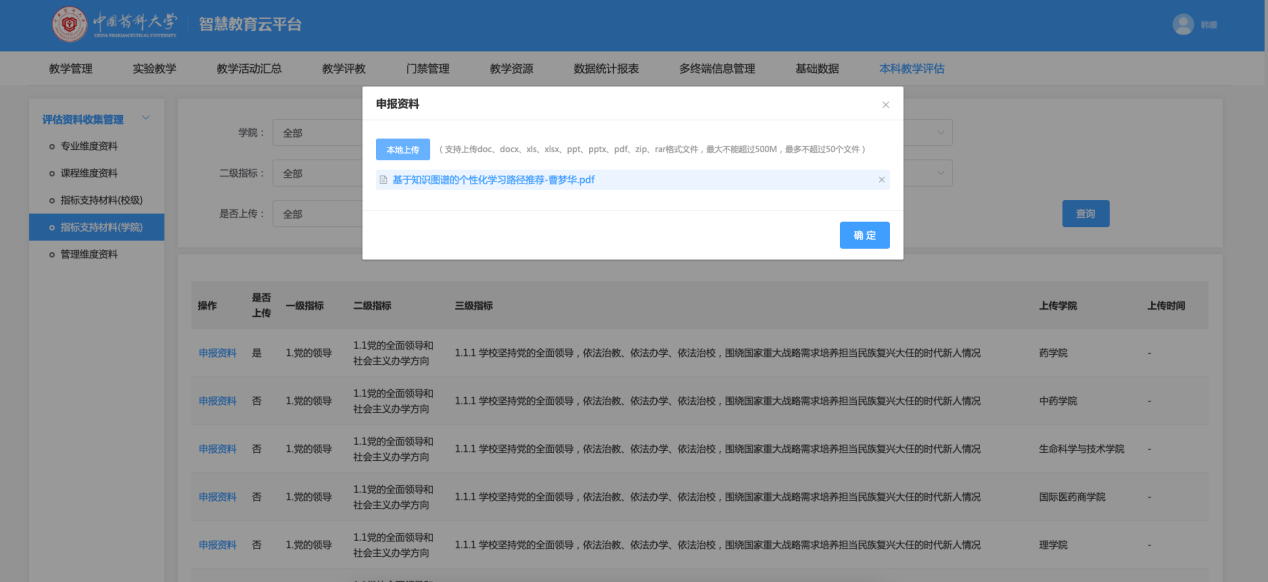 中国药科大学
CHINA PHARMACEUTICAL UNIVERSITY
智慧教育云平台
教学管理 实验教学 教学活动汇总 教学评教 门禁管理 教学资源 数据统计报表 多终端信息管理 基础数据 本科教学评估
评估资料收集管理
专业维度资料
课程维度资料
指标支持材料(校级)
指标支持材料(学院)
管理维度资料
学院： 全部
二级指标： 全部
是否上传： 全部
查询
申报资料
本地上传 （支持上传doc、docx、xls、xlsx、ppt、pptx、pdf、zip、rar格式文件，最大不能超过500M，最多不超过50个文件）
基于知识图谱的个性化学习路径推荐-曹梦华.pdf
确 定
操作 是否上传 一级指标 二级指标 三级指标 上传学院 上传时间
申报资料 是 1.党的领导 1.1党的全面领导和社会主义办学方向 1.1.1 学校坚持党的全面领导，依法治教、依法办学、依法治校，围绕国家重大战略需求培养担当民族复兴大任的时代新人情况 药学院 -
申报资料 否 1.党的领导 1.1党的全面领导和社会主义办学方向 1.1.1 学校坚持党的全面领导，依法治教、依法办学、依法治校，围绕国家重大战略需求培养担当民族复兴大任的时代新人情况 中药学院 -
申报资料 否 1.党的领导 1.1党的全面领导和社会主义办学方向 1.1.1 学校坚持党的全面领导，依法治教、依法办学、依法治校，围绕国家重大战略需求培养担当民族复兴大任的时代新人情况 生命科学与技术学院 -
申报资料 否 1.党的领导 1.1党的全面领导和社会主义办学方向 1.1.1 学校坚持党的全面领导，依法治教、依法办学、依法治校，围绕国家重大战略需求培养担当民族复兴大任的时代新人情况 国际医药商学院 -
申报资料 否 1.党的领导 1.1党的全面领导和社会主义办学方向 1.1.1 学校坚持党的全面领导，依法治教、依法办学、依法治校，围绕国家重大战略需求培养担当民族复兴大任的时代新人情况 理学院 -